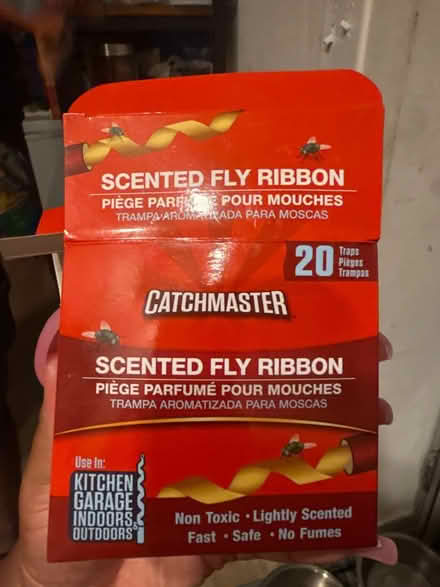 SCENTED FLY RIBBON
PIÈGE PARFUMÉ POUR MOUCHES
TRAMPA AROMATIZADA PARA MOSCAS
20 Traps
Pièges
Trampas
CATCHMASTER
SCENTED FLY RIBBON
PIÈGE PARFUMÉ POUR MOUCHES
TRAMPA AROMATIZADA PARA MOSCAS
Use In:
KITCHEN
GARAGE
INDOORS
OUTDOORS
Non Toxic • Lightly Scented
Fast • Safe • No Fumes